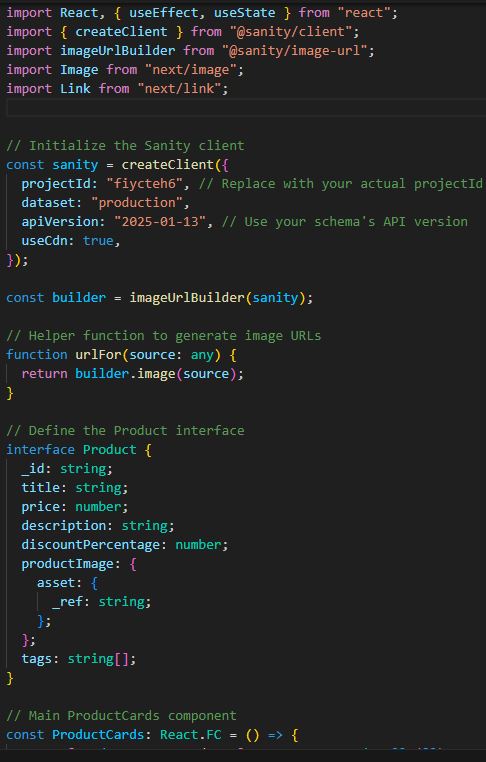 import React, { useEffect, useState } from "react";
import { createClient } from "@sanity/client";
import imageUrlBuilder from "@sanity/image-url";
import Image from "next/image";
import Link from "next/link";
// Initialize the Sanity client
const sanity = createClient({
projectId: "fiycteh6", // Replace with your actual projectId
dataset: "production",
apiVersion: "2025-01-13", // Use your schema's API version
useCdn: true,
});
const builder = imageUrlBuilder(sanity);
// Helper function to generate image URLs
function urlFor(source: any) {
return builder.image(source);
}
// Define the Product interface
interface Product {
_id: string;
title: string;
price: number;
description: string;
discountPercentage: number;
productImage: {
asset: {
_ref: string;
};
};
tags: string[];
}
// Main ProductCards component
const ProductCards: React.FC = () => {